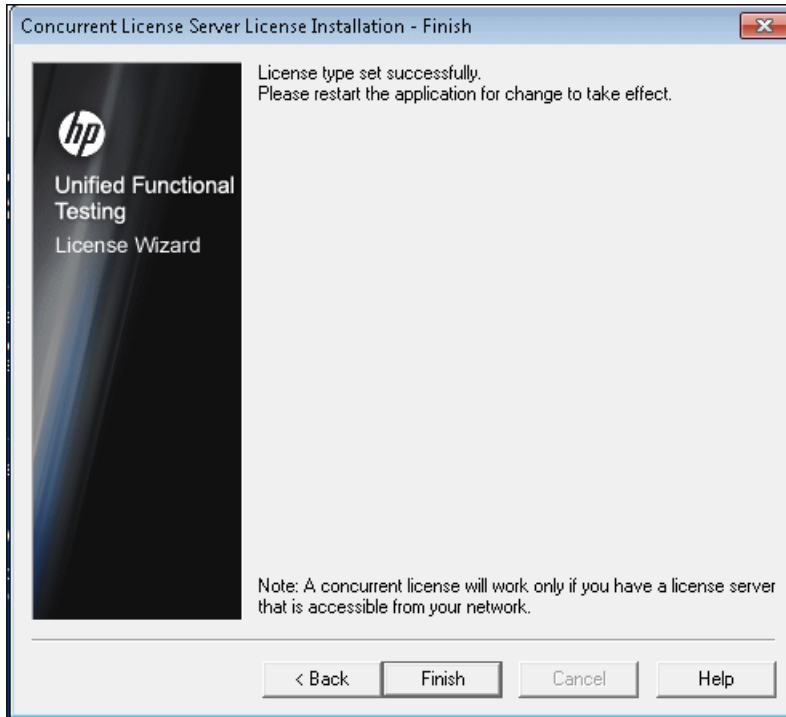 Concurrent License Server License Installation - Finish
hp
Unified Functional
Testing
License Wizard
License type set successfully.
Please restart the application for change to take effect.
Note: A concurrent license will work only if you have a license server
that is accessible from your network.
< Back
Finish
Cancel
Help